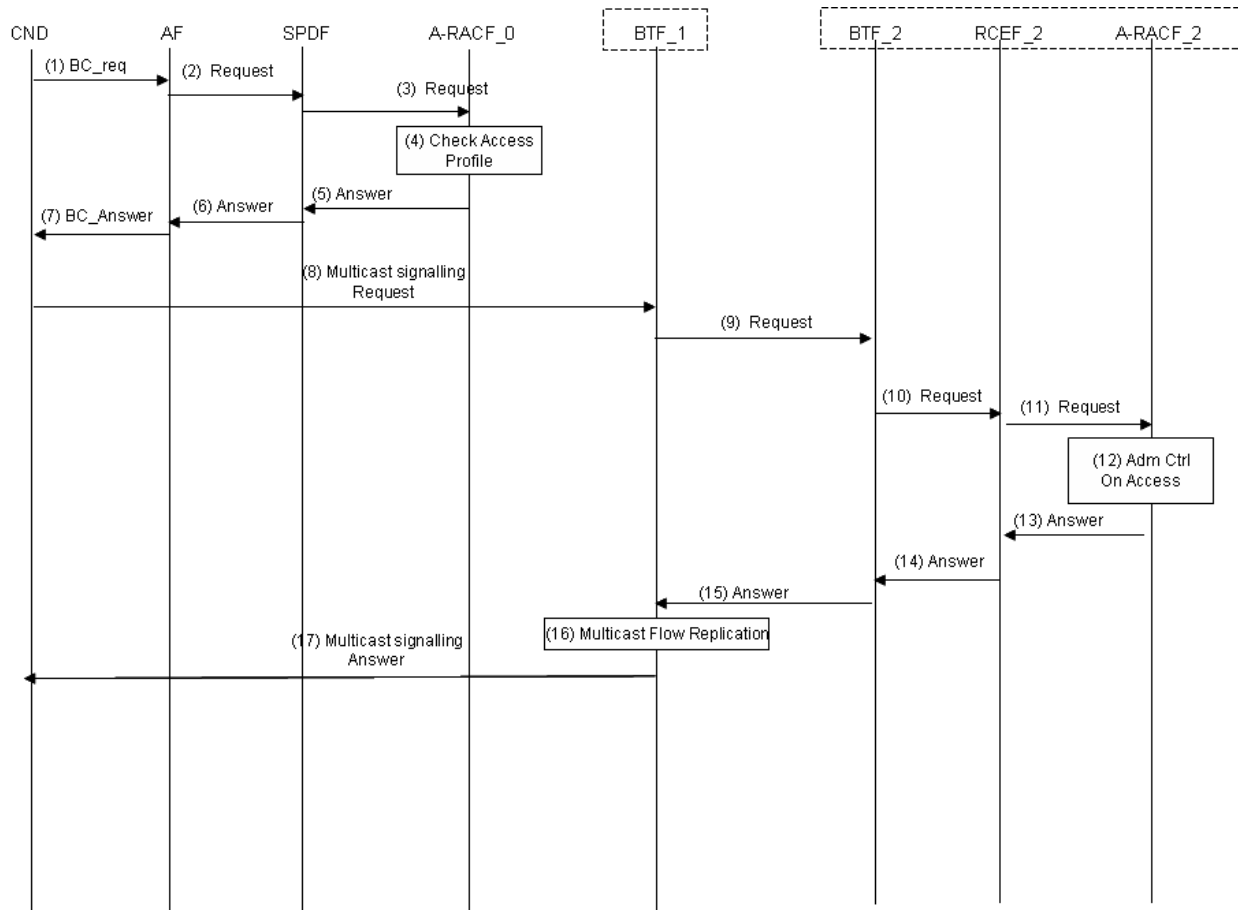 CND AF SPDF A-RACF_0 BTF_1 BTF_2 RCEF_2 A-RACF_2
(1) BC_req
(2) Request
(3) Request
(4) Check Access
Profile
(5) Answer
(6) Answer
(7) BC_Answer
(8) Multicast signalling
Request
(9) Request
(10) Request
(11) Request
(12) Adm Ctrl
On Access
(13) Answer
(14) Answer
(15) Answer
(16) Multicast Flow Replication
(17) Multicast signalling
Answer